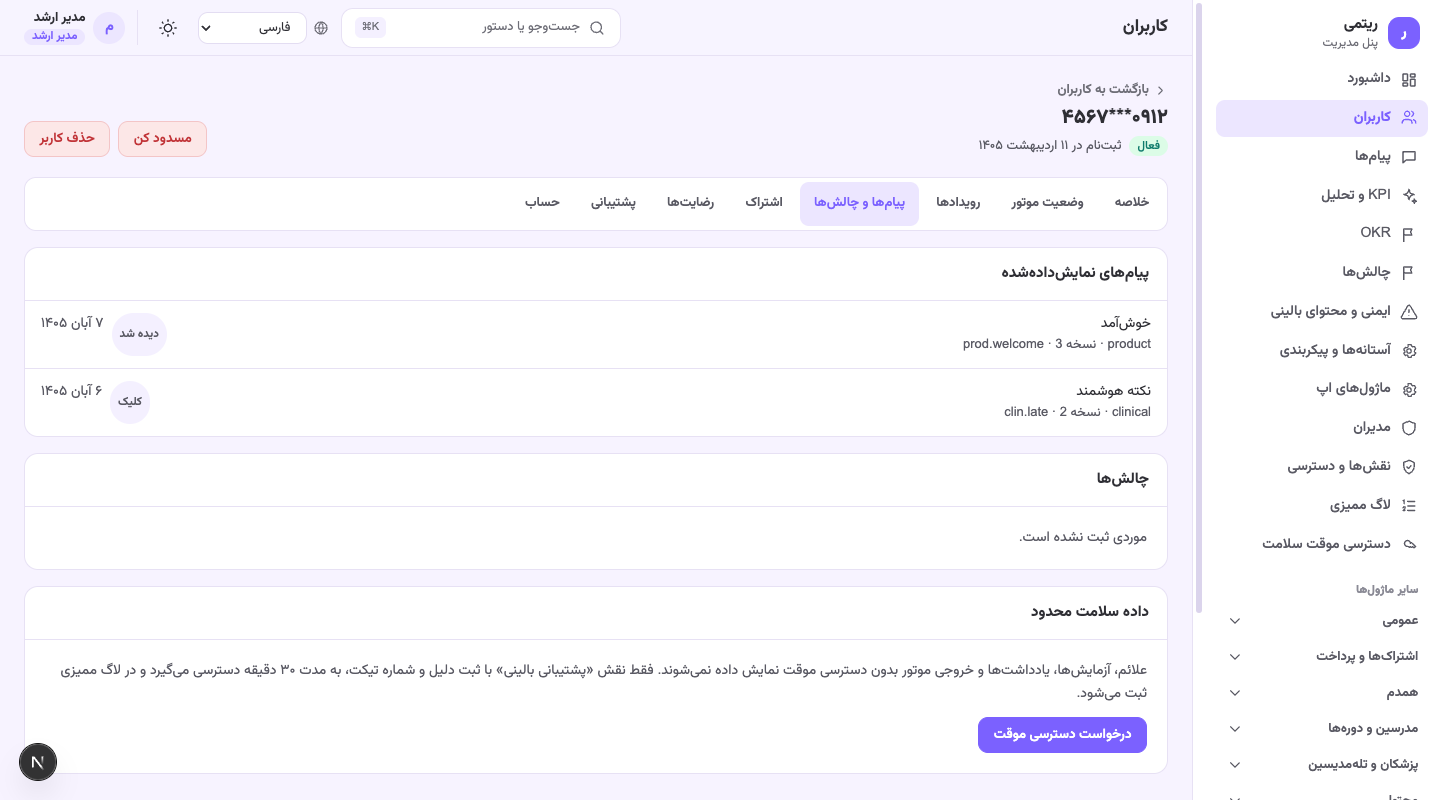 ر
ریتمی
پنل مدیریت
داشبورد
کاربران
پیام‌ها
KPI و تحلیل
OKR
چالش‌ها
ایمنی و محتوای بالینی
آستانه‌ها و پیکربندی
ماژول‌های اپ
مدیران
نقش‌ها و دسترسی
لاگ ممیزی
دسترسی موقت سلامت
سایر ماژول‌ها
عمومی
اشتراک‌ها و پرداخت
همدم
مدرسین و دوره‌ها
پزشکان و تله‌مدیسین
کاربران
جست‌وجو یا دستور
⌘K
فارسی
م
مدیر ارشد
مدیر ارشد
بازگشت به کاربران
۰۹۱۲***۴۵۶۷
فعال ثبت‌نام در ۱۱ اردیبهشت ۱۴۰۵
مسدود کن
حذف کاربر
خلاصه وضعیت موتور رویدادها پیام‌ها و چالش‌ها اشتراک رضایت‌ها پشتیبانی حساب
پیام‌های نمایش‌داده‌شده
خوش‌آمد
product · نسخه 3 · prod.welcome
دیده شد
۷ آبان ۱۴۰۵
نکته هوشمند
clinical · نسخه 2 · clin.late
کلیک
۶ آبان ۱۴۰۵
چالش‌ها
موردی ثبت نشده است.
داده سلامت محدود
علائم، آزمایش‌ها، یادداشت‌ها و خروجی موتور بدون دسترسی موقت نمایش داده نمی‌شوند. فقط نقش «پشتیبانی بالینی» با ثبت دلیل و شماره تیکت، به مدت ۳۰ دقیقه دسترسی می‌گیرد و در لاگ ممیزی
ثبت می‌شود.
درخواست دسترسی موقت
N